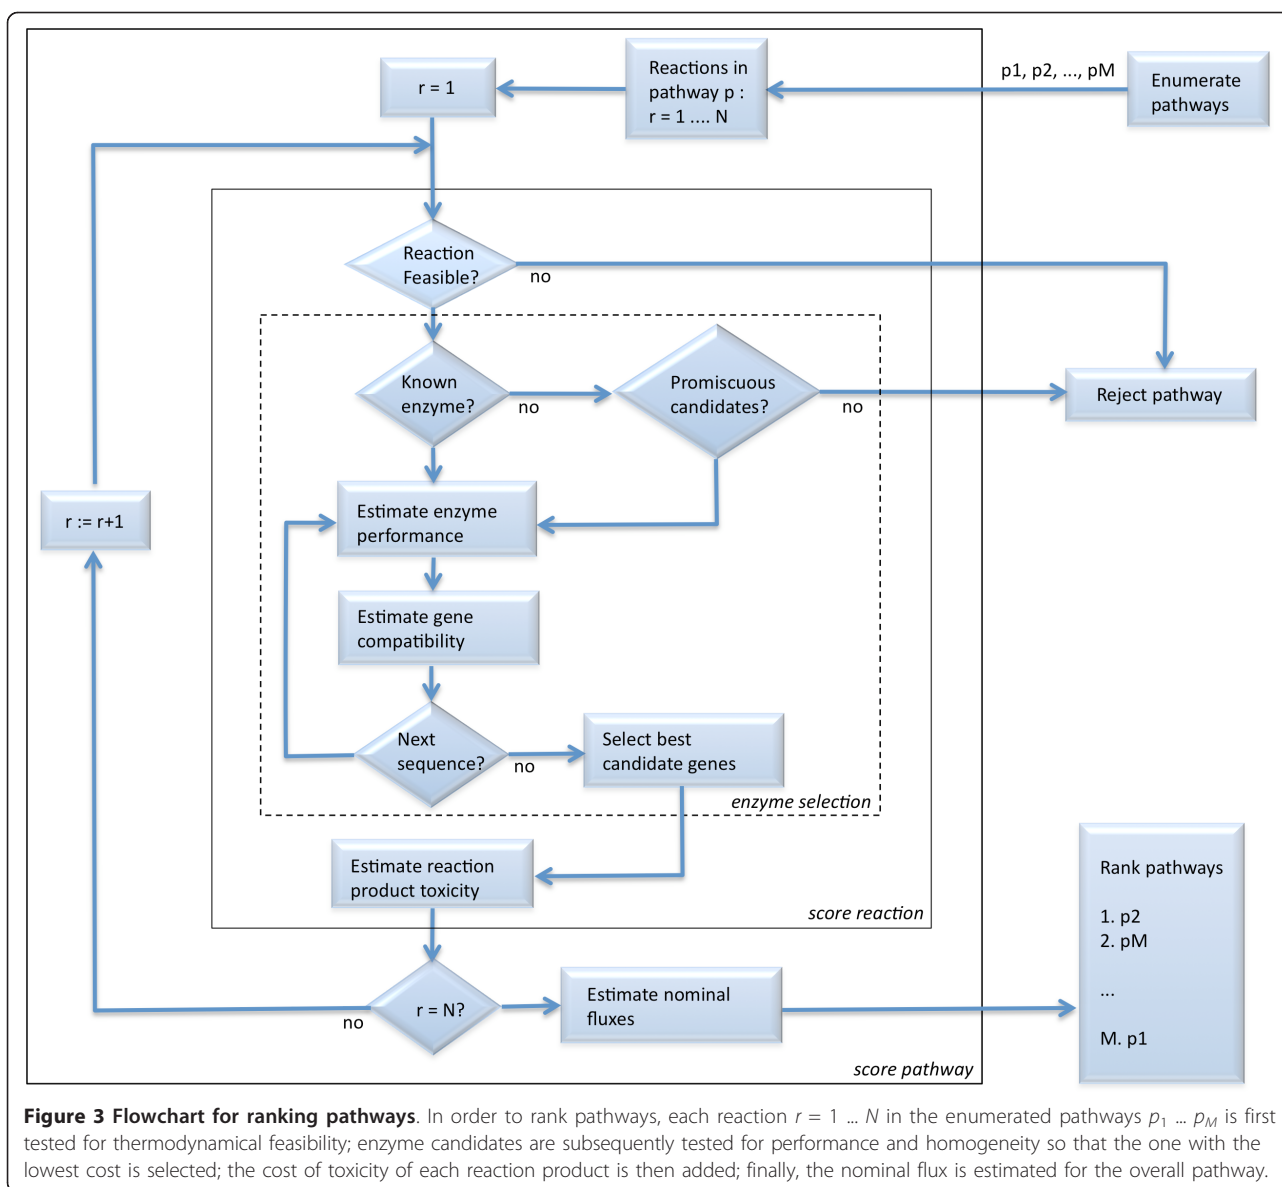 r = 1
Reactions in
pathway p :
r = 1 .... N
p1, p2, ..., pM
Enumerate
pathways
Reaction
Feasible?
no
Known
enzyme?
no
Promiscuous
candidates?
no
Reject pathway
r := r+1
Estimate enzyme
performance
Estimate gene
compatibility
Next
sequence?
no
Select best
candidate genes
enzyme selection
Estimate reaction
product toxicity
score reaction
r = N?
no
Estimate nominal
fluxes
score pathway
Rank pathways
1. p2
2. pM
...
M. p1
Figure 3 Flowchart for ranking pathways. In order to rank pathways, each reaction r = 1 ... N in the enumerated pathways p1 ... pM is first
tested for thermodynamical feasibility; enzyme candidates are subsequently tested for performance and homogeneity so that the one with the
lowest cost is selected; the cost of toxicity of each reaction product is then added; finally, the nominal flux is estimated for the overall pathway.